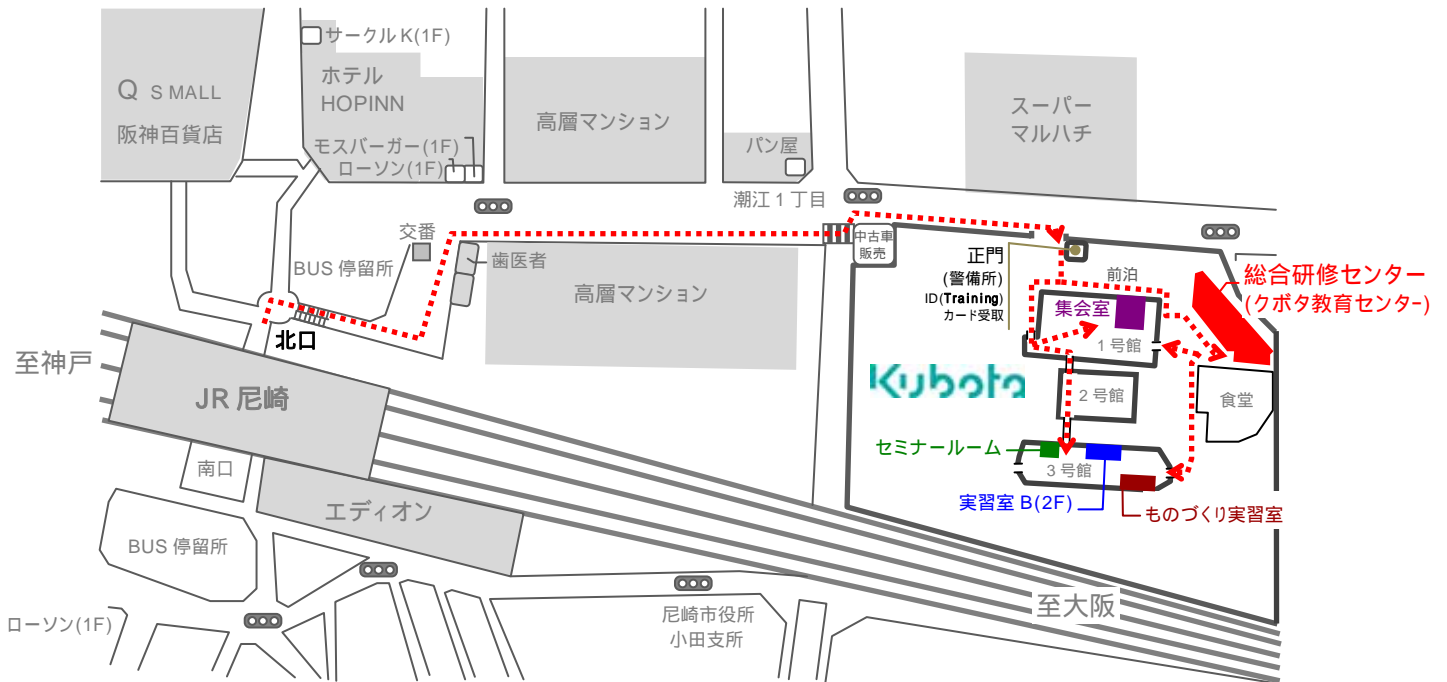 サークル K(1F)
ホテル
HOPINN
Q S MALL
阪神百貨店
高層マンション
スーパー
マルハチ
パン屋
モスバーガー(1F)
ローソン(1F)
潮江 1 丁目
交番
BUS 停留所
歯医者
高層マンション
中古車
販売
正門
(警備所)
ID(Training)
カード受取
前泊
総合研修センター
(クボタ教育センター)
集会室
1 号館
北口
至神戸
JR 尼崎
Kubota
2 号館
食堂
セミナールーム
3 号館
南口
実習室 B(2F)
ものづくり実習室
エディオン
BUS 停留所
至大阪
ローソン(1F)
尼崎市役所
小田支所